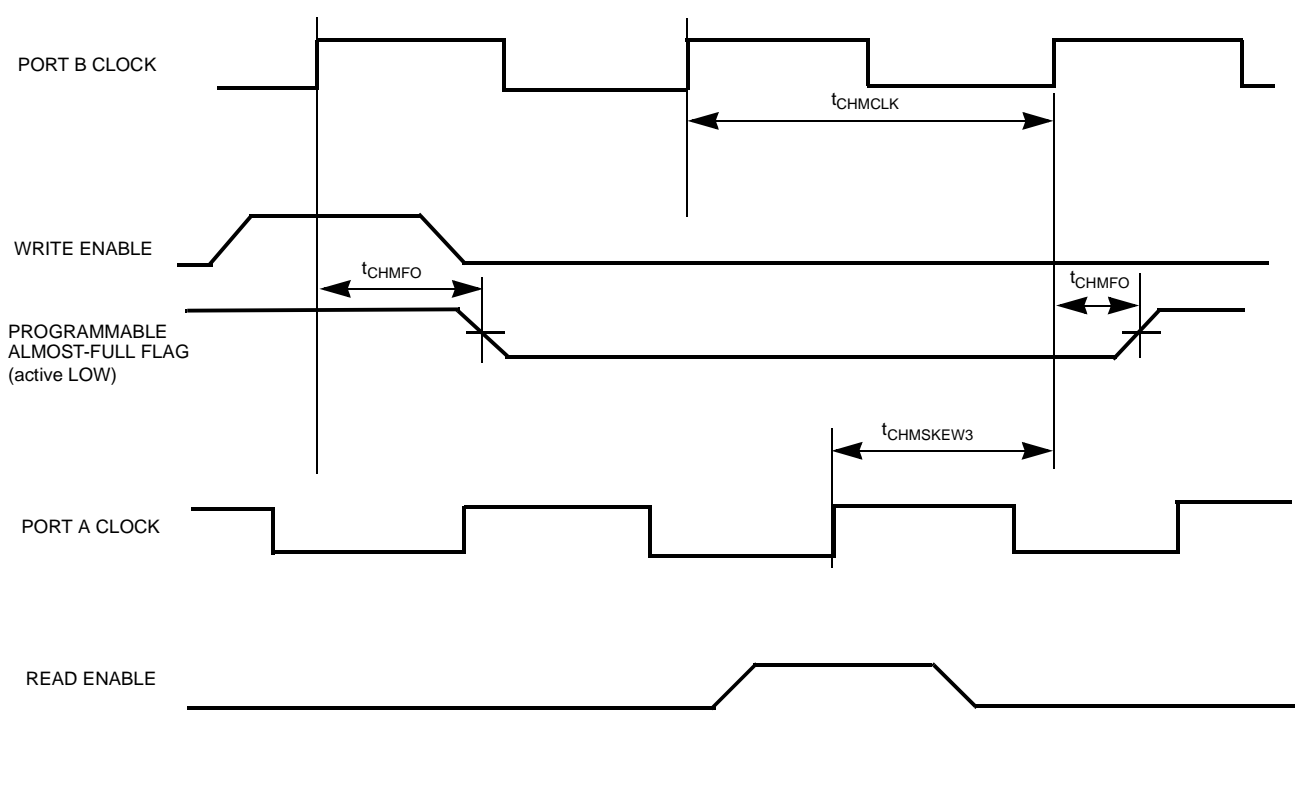 PORT B CLOCK
tCHMCLK
WRITE ENABLE
tCHMFO
tCHMFO
PROGRAMMABLE
ALMOST-FULL FLAG
(active LOW)
tCHMSKEW3
PORT A CLOCK
READ ENABLE